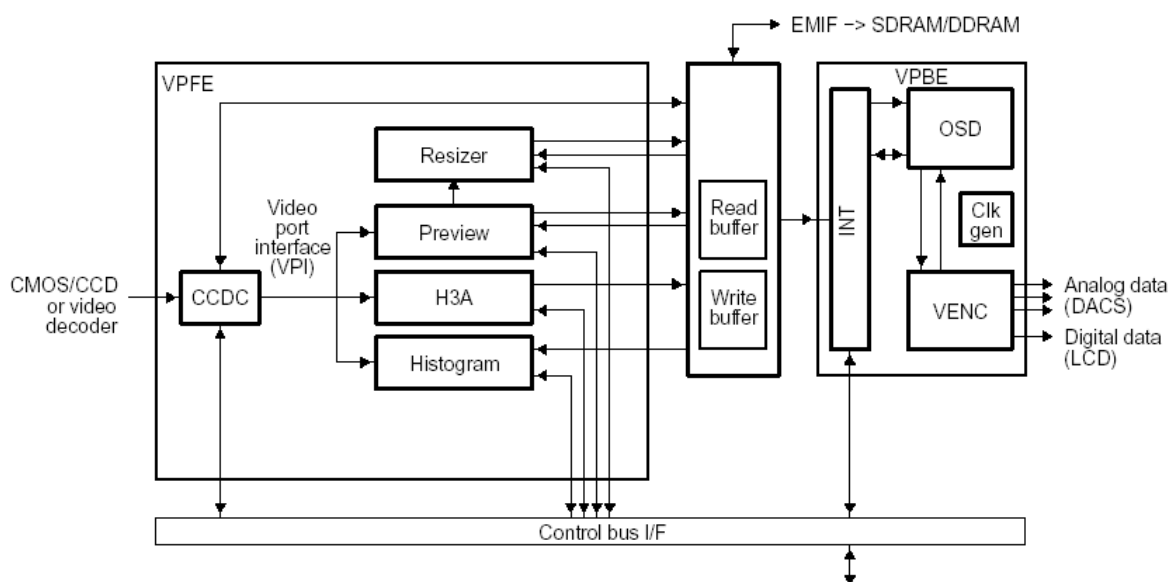 EMIF −> SDRAM/DDRAM
VPFE
VPBE
OSD
Resizer
Video
port
interface
(VPI)
Preview
Read
buffer
INT
Clk
gen
CMOS/CCD
or video
decoder
CCDC
H3A
Write
buffer
VENC
Analog data
(DACS)
Histogram
Digital data
(LCD)
Control bus I/F